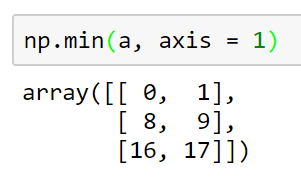 np.min(a, axis = 1)
array([[ 0,  1],
       [ 8,  9],
       [16, 17]])